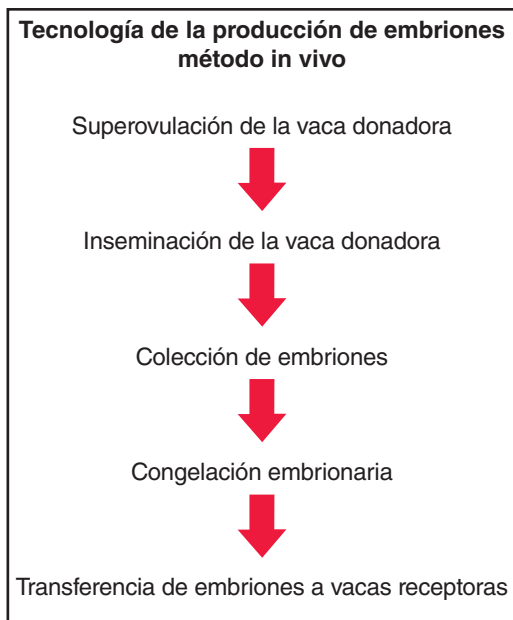 Tecnología de la producción de embriones
método in vivo
Superovulación de la vaca donadora
Inseminación de la vaca donadora
Colección de embriones
Congelación embrionaria
Transferencia de embriones a vacas receptoras